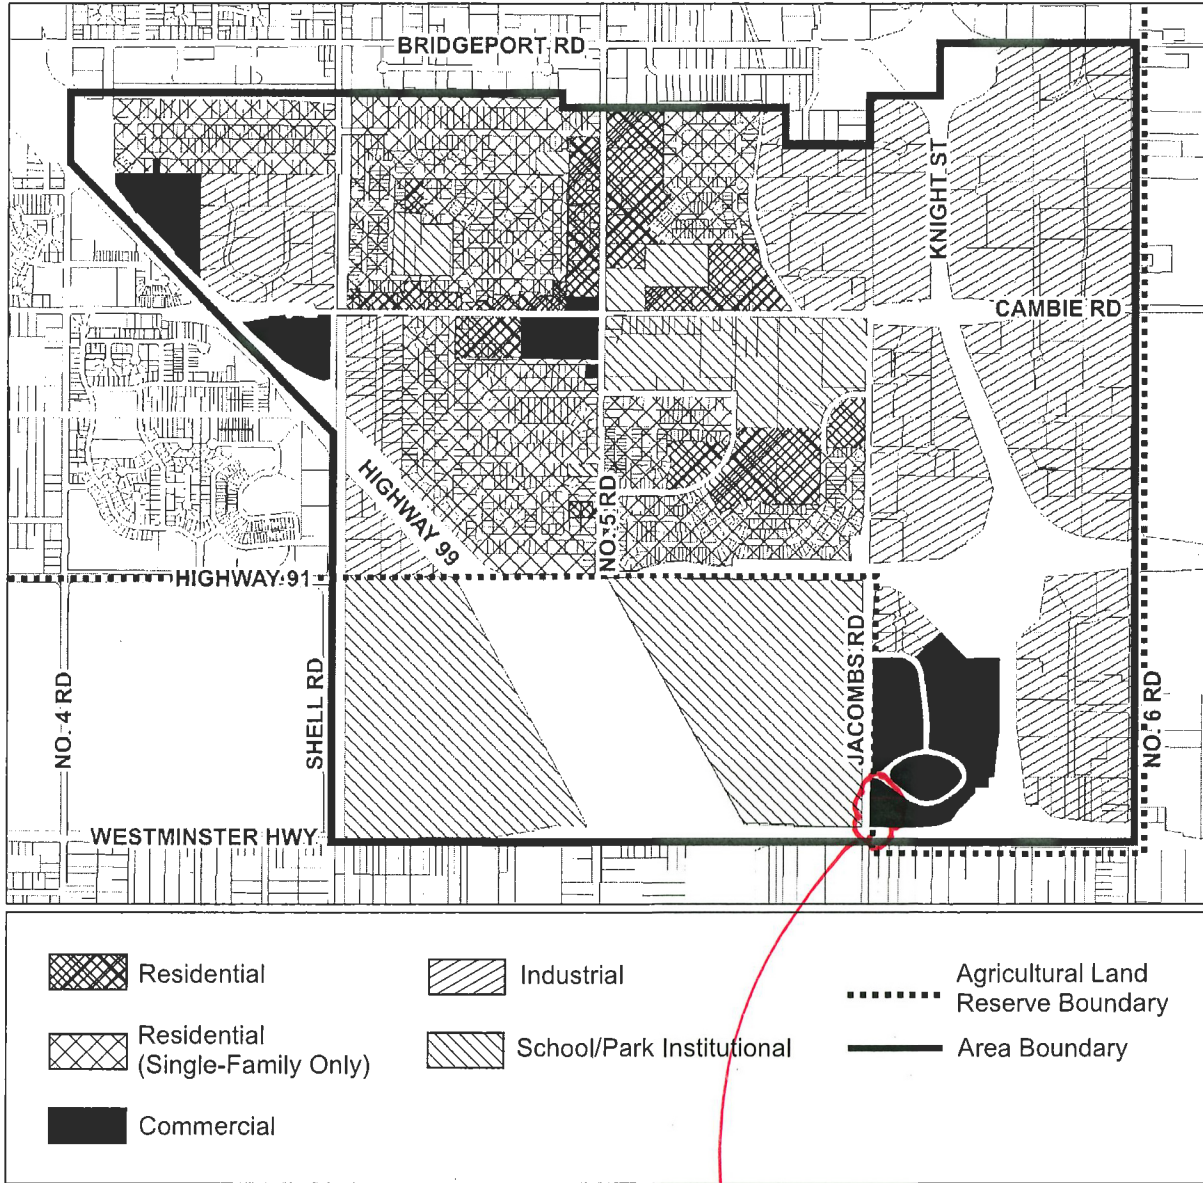 BRIDGEPORT RD
KNIGHT ST
CAMBIE RD
HIGHWAY 99
NO. 5 RD
HIGHWAY 91
NO. 4 RD
SHELL RD
JACOMBS RD
NO. 6 RD
WESTMINSTER HWY
Residential
Residential
(Single-Family Only)
Commercial
Industrial
School/Park Institutional
Agricultural Land
Reserve Boundary
Area Boundary